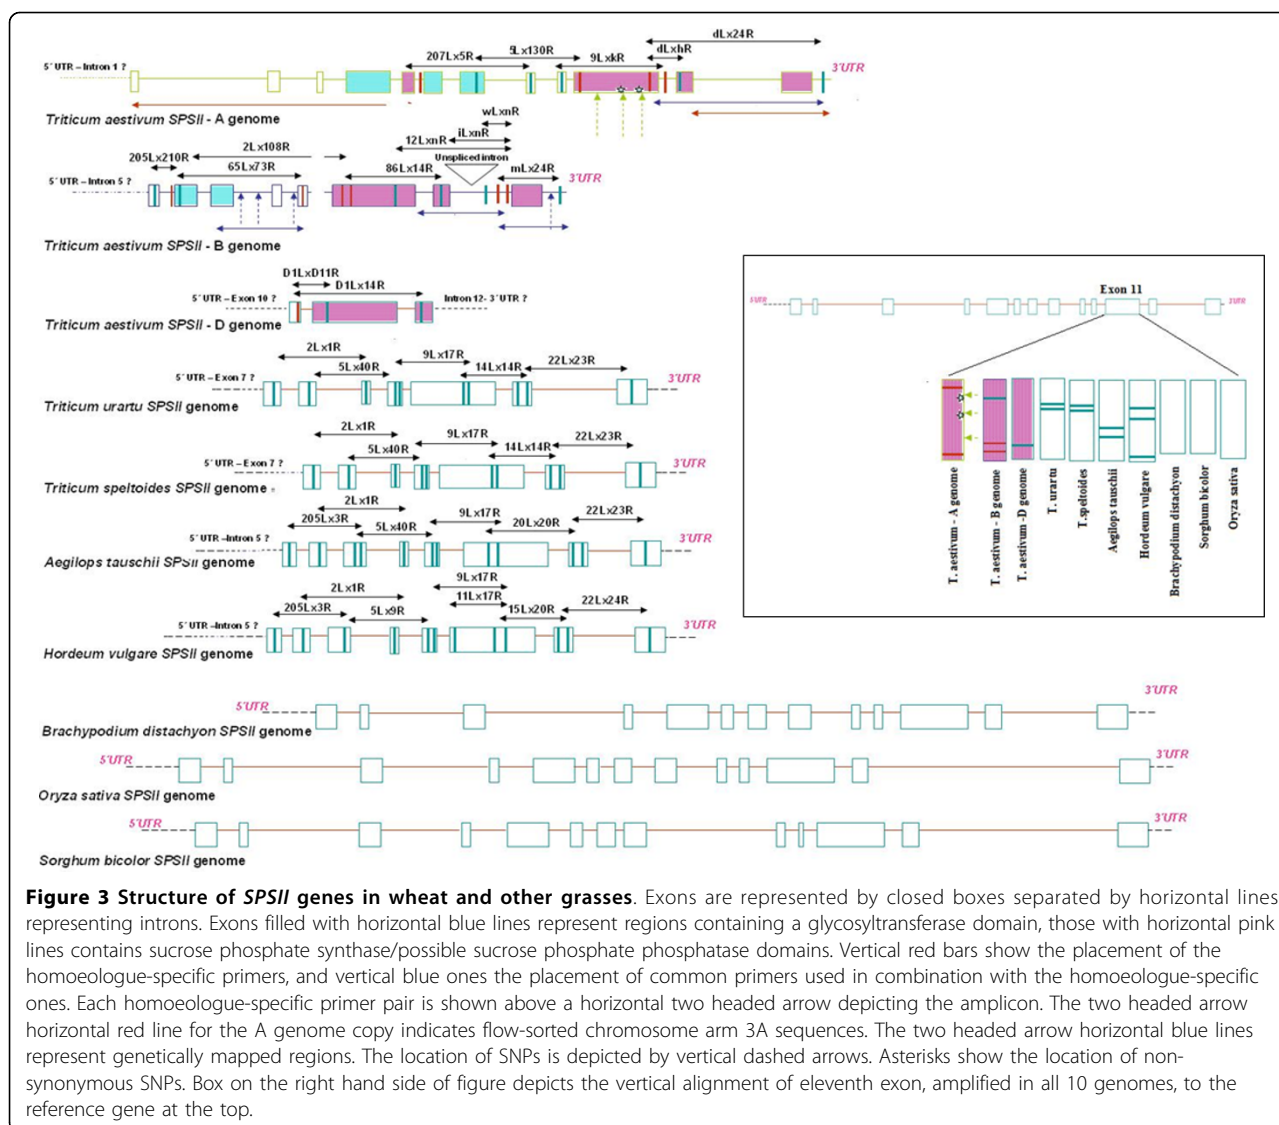 dLx24R
5Lx130R
dLxhR
207Lx5R
9LxkR
5´ UTR – Intron 1 ?
3´UTR
Triticum aestivum SPSII - A genome
wLxnR
iLxnR
12LxnR
2Lx108R
Unspliced intron
205Lx210R
65Lx73R
86Lx14R
mLx24R
5´ UTR – Intron 5 ?
3´UTR
Triticum aestivum SPSII - B genome
D1LxD11R
D1Lx14R
5´ UTR – Exon 10 ?
Intron 12- 3´UTR ?
Triticum aestivum SPSII - D genome
2Lx1R
9Lx17R
22Lx23R
5Lx40R
14Lx14R
5´ UTR – Exon 7 ?
3´UTR
Triticum urartu SPSII genome
2Lx1R
9Lx17R
22Lx23R
5Lx40R
14Lx14R
5´ UTR – Exon 7 ?
3´UTR
Triticum speltoides SPSII genome
2Lx1R
9Lx17R
22Lx23R
205Lx3R
5Lx40R
20Lx20R
5´ UTR –Intron 5 ?
3´UTR
Aegilops tauschii SPSII genome
9Lx17R
2Lx1R
11Lx17R
22Lx24R
205Lx3R
5Lx9R
15Lx20R
5´ UTR –Intron 5 ?
3´UTR
Hordeum vulgare SPSII genome
5´UTR
3´UTR
Brachypodium distachyon SPSII genome
5´UTR
3´UTR
Oryza sativa SPSII genome
5´UTR
3´UTR
Sorghum bicolor SPSII genome
Exon 11
5´UTR
3´UTR
T. aestivum - A genome
T. aestivum - B genome
T. aestivum -D genome
T. urartu
T.speltoides
Aegilops tauschii
Hordeum vulgare
Brachypodium distachyon
Sorghum bicolor
Oryza sativa
Figure 3 Structure of SPSII genes in wheat and other grasses. Exons are represented by closed boxes separated by horizontal lines
representing introns. Exons filled with horizontal blue lines represent regions containing a glycosyltransferase domain, those with horizontal pink
lines contains sucrose phosphate synthase/possible sucrose phosphate phosphatase domains. Vertical red bars show the placement of the
homoeologue-specific primers, and vertical blue ones the placement of common primers used in combination with the homoeologue-specific
ones. Each homoeologue-specific primer pair is shown above a horizontal two headed arrow depicting the amplicon. The two headed arrow
horizontal red line for the A genome copy indicates flow-sorted chromosome arm 3A sequences. The two headed arrow horizontal blue lines
represent genetically mapped regions. The location of SNPs is depicted by vertical dashed arrows. Asterisks show the location of non-
synonymous SNPs. Box on the right hand side of figure depicts the vertical alignment of eleventh exon, amplified in all 10 genomes, to the
reference gene at the top.